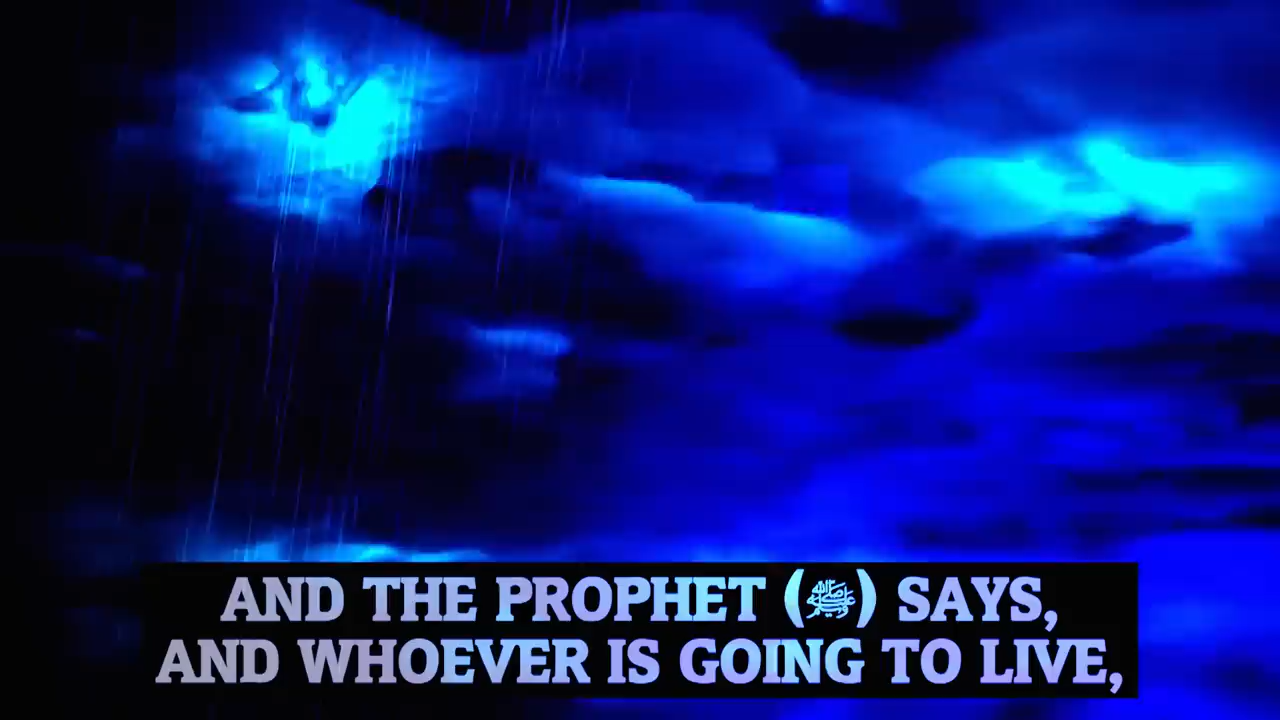 AND THE PROPHET (ﷺ) SAYS,
AND WHOEVER IS GOING TO LIVE,